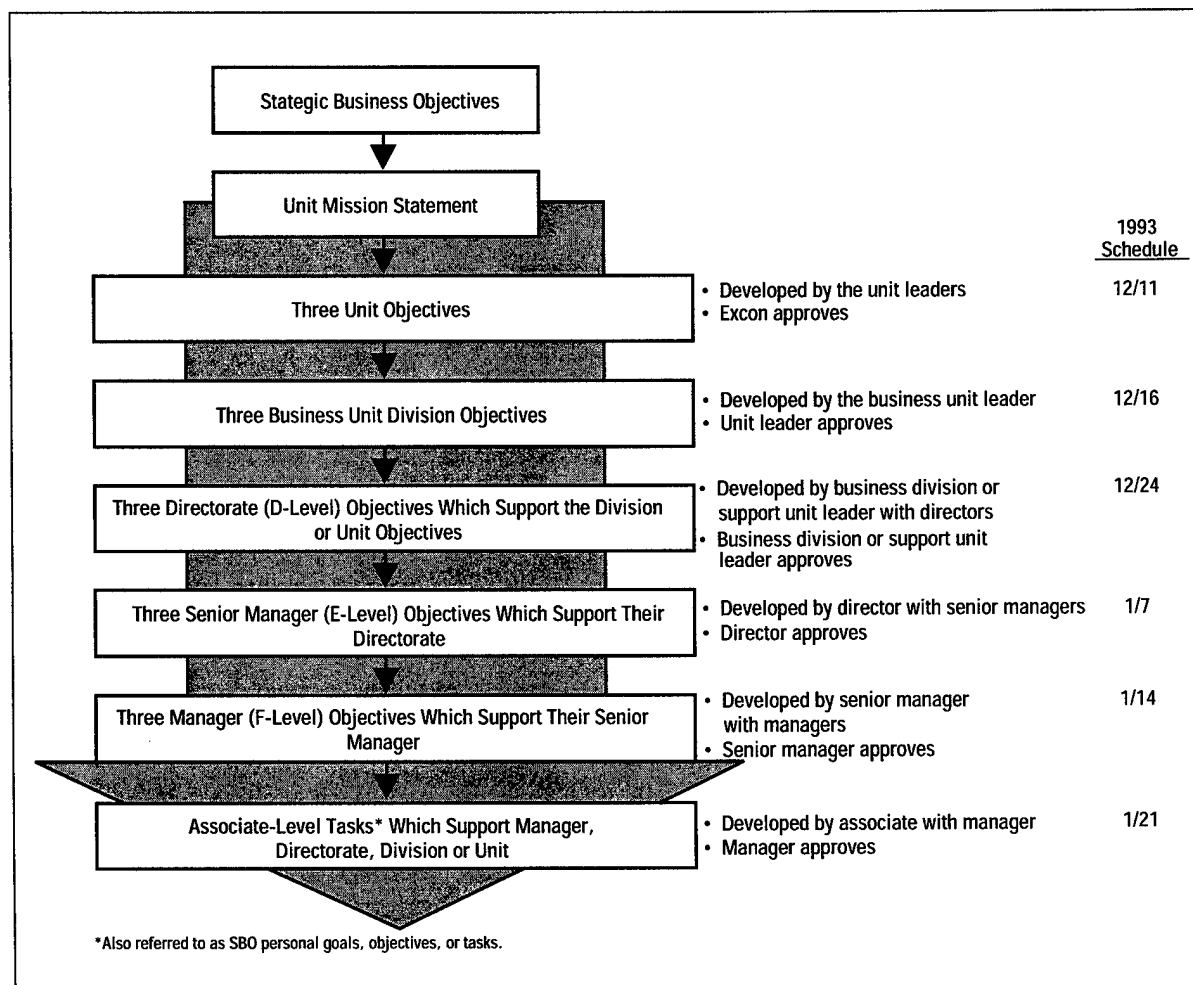 Stategic Business Objectives
Unit Mission Statement
1993
Schedule
Three Unit Objectives
• Developed by the unit leaders
• Excon approves
12/11
Three Business Unit Division Objectives
• Developed by the business unit leader
• Unit leader approves
12/16
Three Directorate (D-Level) Objectives Which Support the Division
or Unit Objectives
• Developed by business division or
support unit leader with directors
• Business division or support unit
leader approves
12/24
Three Senior Manager (E-Level) Objectives Which Support Their
Directorate
• Developed by director with senior managers
• Director approves
1/7
Three Manager (F-Level) Objectives Which Support Their Senior
Manager
• Developed by senior manager
with managers
• Senior manager approves
1/14
Associate-Level Tasks* Which Support Manager,
Directorate, Division or Unit
• Developed by associate with manager
• Manager approves
1/21
*Also referred to as SBO personal goals, objectives, or tasks.